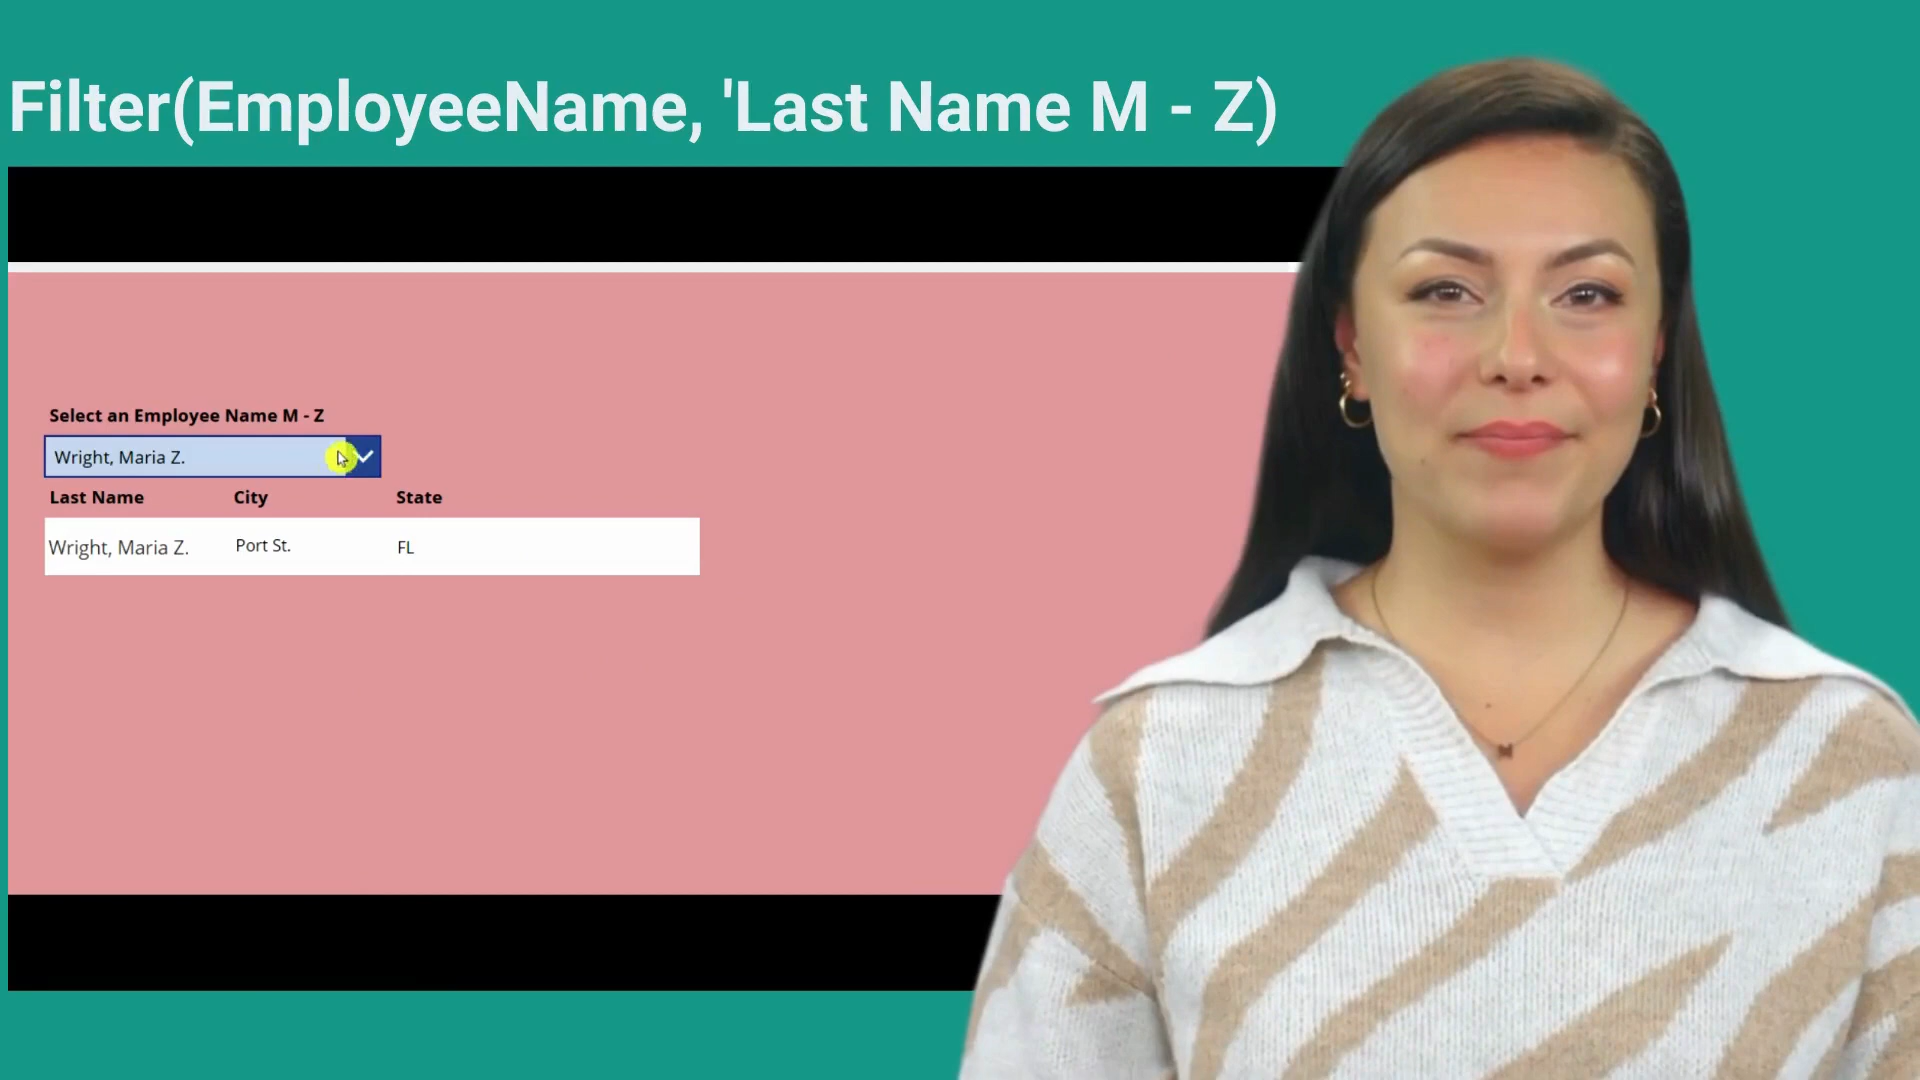 Filter(EmployeeName, 'Last Name M - Z)
Select an Employee Name M - Z
Wright, Maria Z.
Last Name City State
Wright, Maria Z. Port St. FL
M